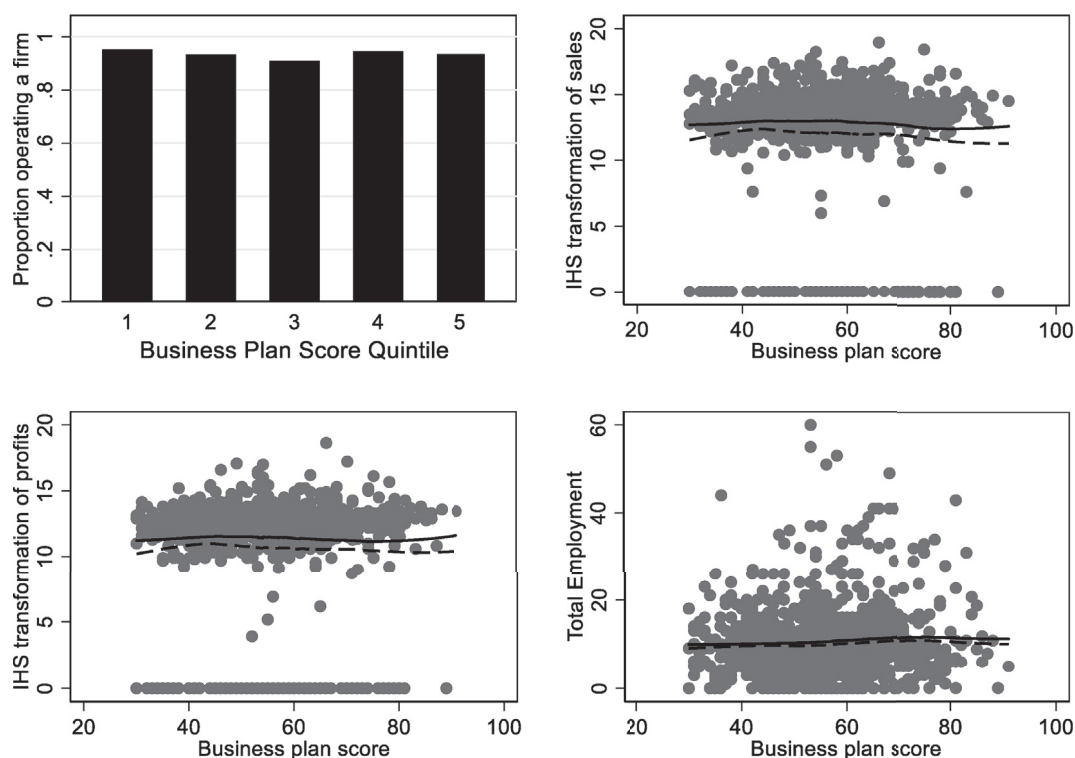 Proportion operating a firm
1
.8
.6
.4
.2
0
1 2 3 4 5
Business Plan Score Quintile
IHS transformation of sales
20
15
10
5
0
20 40 60 80 100
Business plan score
IHS transformation of profits
20
15
10
5
0
20 40 60 80 100
Business plan score
Total Employment
60
40
20
0
20 40 60 80 100
Business plan score